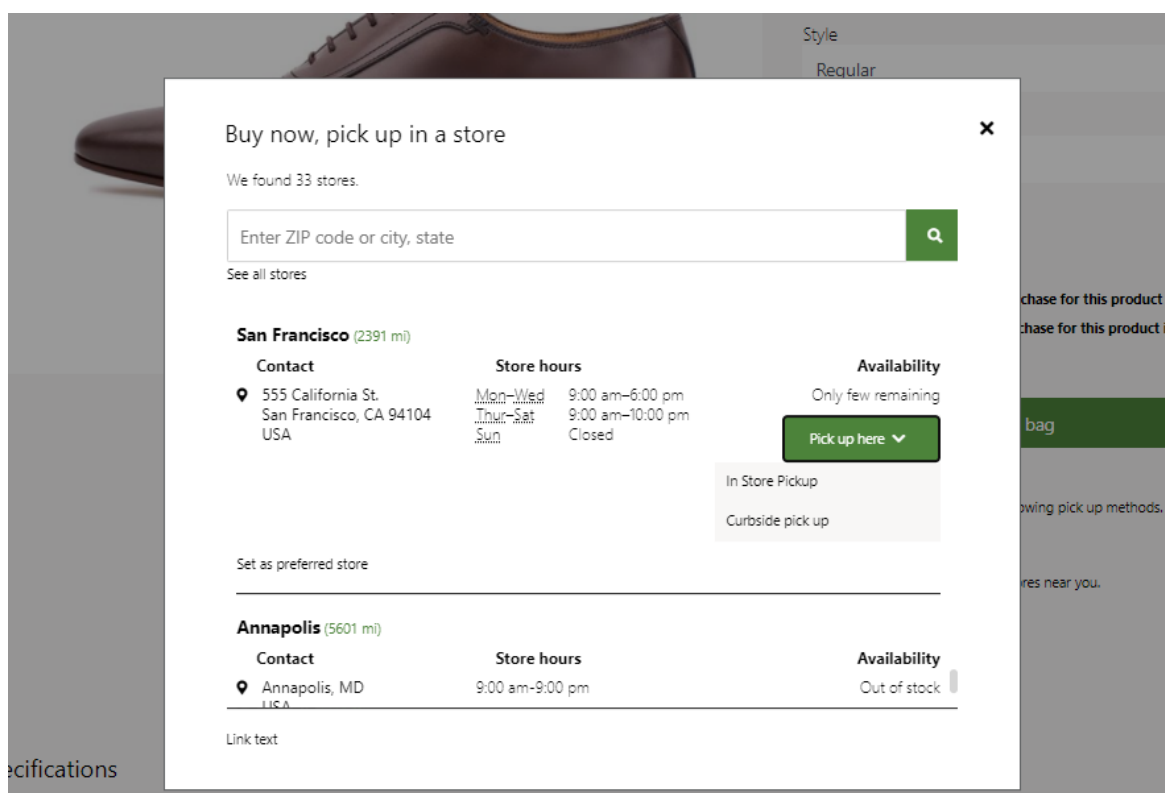 Style
Regular
Buy now, pick up in a store
We found 33 stores.
Enter ZIP code or city, state
See all stores
San Francisco (2391 mi)
Contact Store hours Availability
555 California St. Mon–Wed 9:00 am–6:00 pm Only few remaining
San Francisco, CA 94104 Thur–Sat 9:00 am–10:00 pm
USA Sun Closed
Pick up here
In Store Pickup
Curbside pick up
Set as preferred store
Annapolis (5601 mi)
Contact Store hours Availability
Annapolis, MD 9:00 am-9:00 pm Out of stock
USA
Link text
chase for this product
chase for this product i
bag
owing pick up methods.
res near you.
ecifications